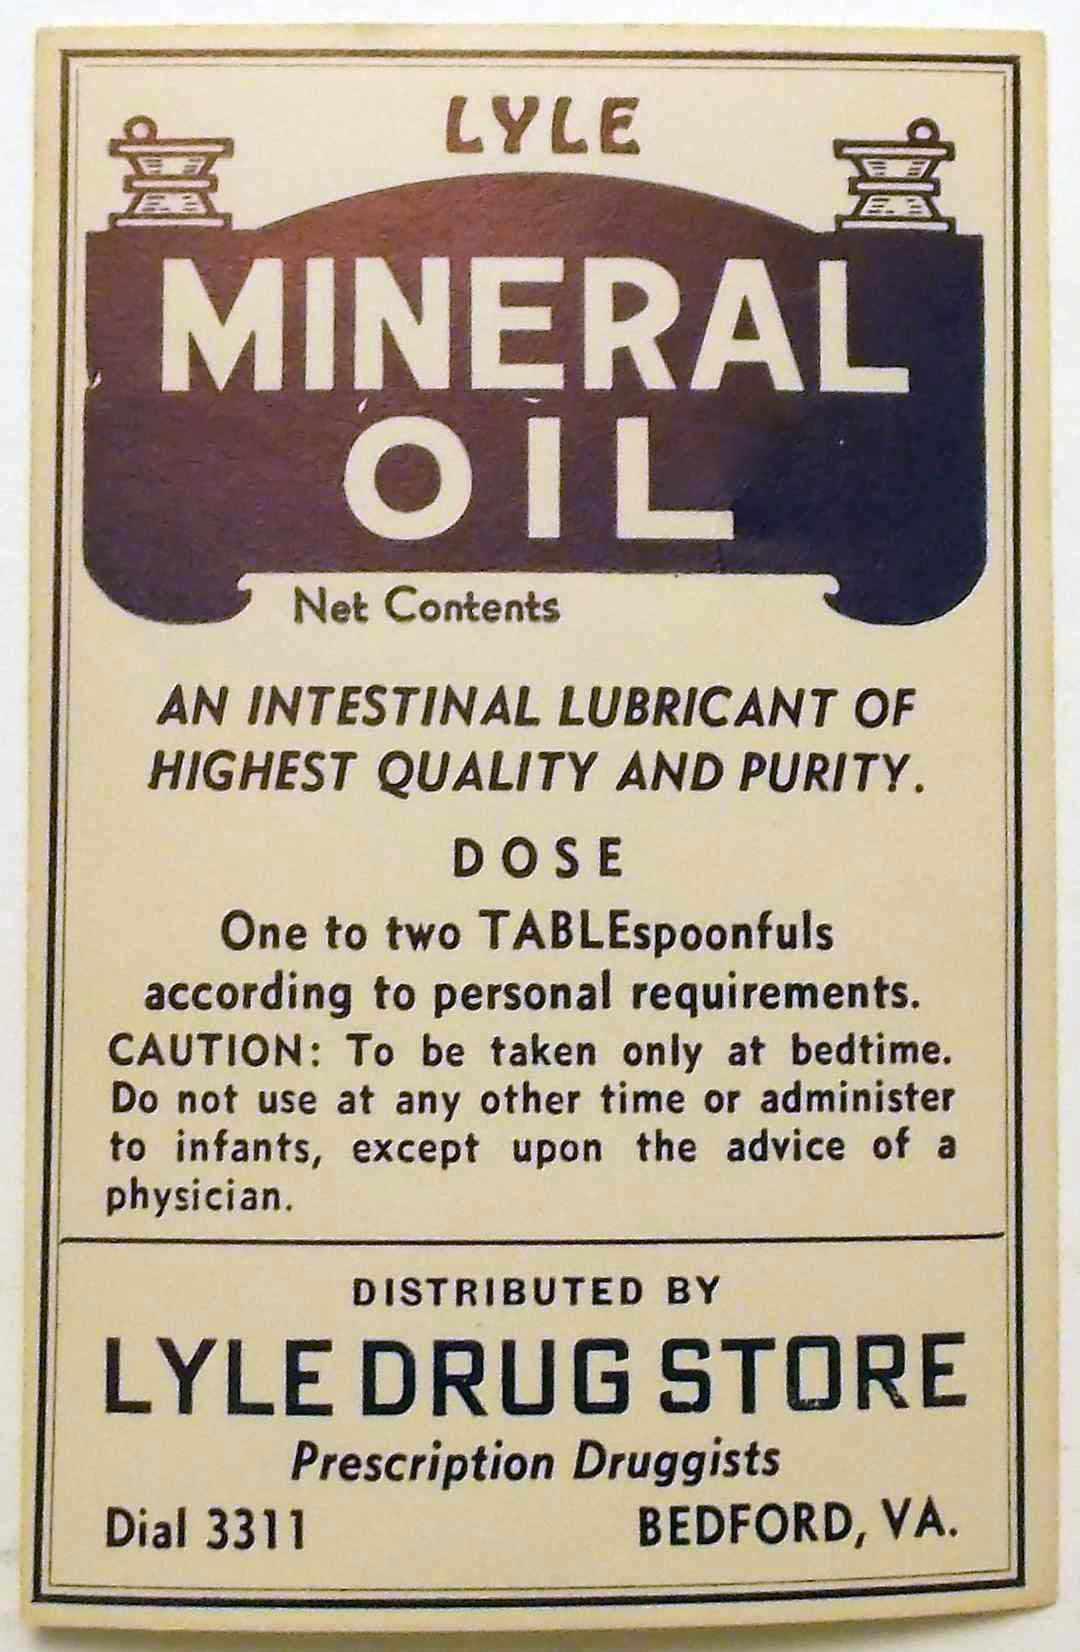 LYLE
MINERAL
OIL
Net Contents
AN INTESTINAL LUBRICANT OF
HIGHEST QUALITY AND PURITY.
DOSE
One to two TABLEspoonfuls
according to personal requirements.
CAUTION: To be taken only at bedtime.
Do not use at any other time or administer
to infants, except upon the advice of a
physician.
DISTRIBUTED BY
LYLE DRUG STORE
Prescription Druggists
Dial 3311 BEDFORD, VA.